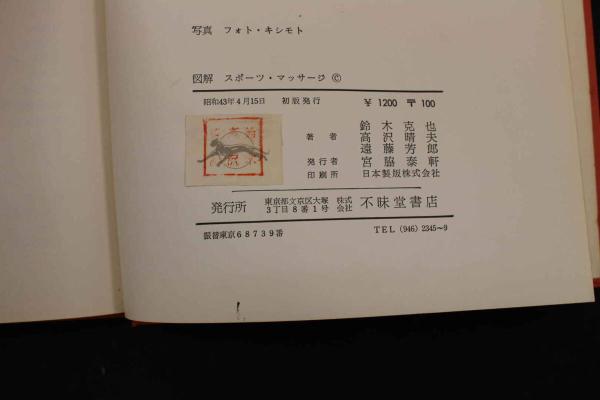 写真 フォト・キシモト
図解 スポーツ・マッサージ Ⓒ
昭和43年4月15日 初版発行 ¥1200 〒100
鈴木克也
著者 高沢晴夫
遠藤芳郎
発行者 宮脇泰軒
印刷所 日本製版株式会社
発行所 東京都文京区大塚3丁目8番1号 株式会社 不昧堂書店
振替東京68739番 TEL (946) 2345~9